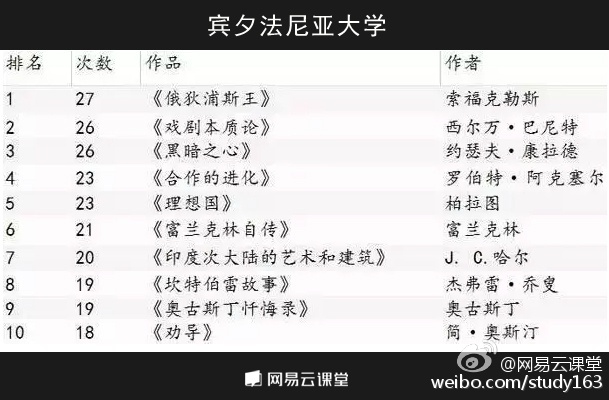 宾夕法尼亚大学
排名 次数 作品 作者
1 27 《俄狄浦斯王》 索福克勒斯
2 26 《戏剧本质论》 西尔万·巴尼特
3 26 《黑暗之心》 约瑟夫·康拉德
4 23 《合作的进化》 罗伯特·阿克塞尔
5 23 《理想国》 柏拉图
6 21 《富兰克林自传》 富兰克林
7 20 《印度次大陆的艺术和建筑》 J. C.哈尔
8 19 《坎特伯雷故事》 杰弗雷·乔叟
9 19 《奥古斯丁忏悔录》 奥古斯丁
10 18 《劝导》 简·奥斯汀
网易云课堂
@网易云课堂
weibo.com/study163